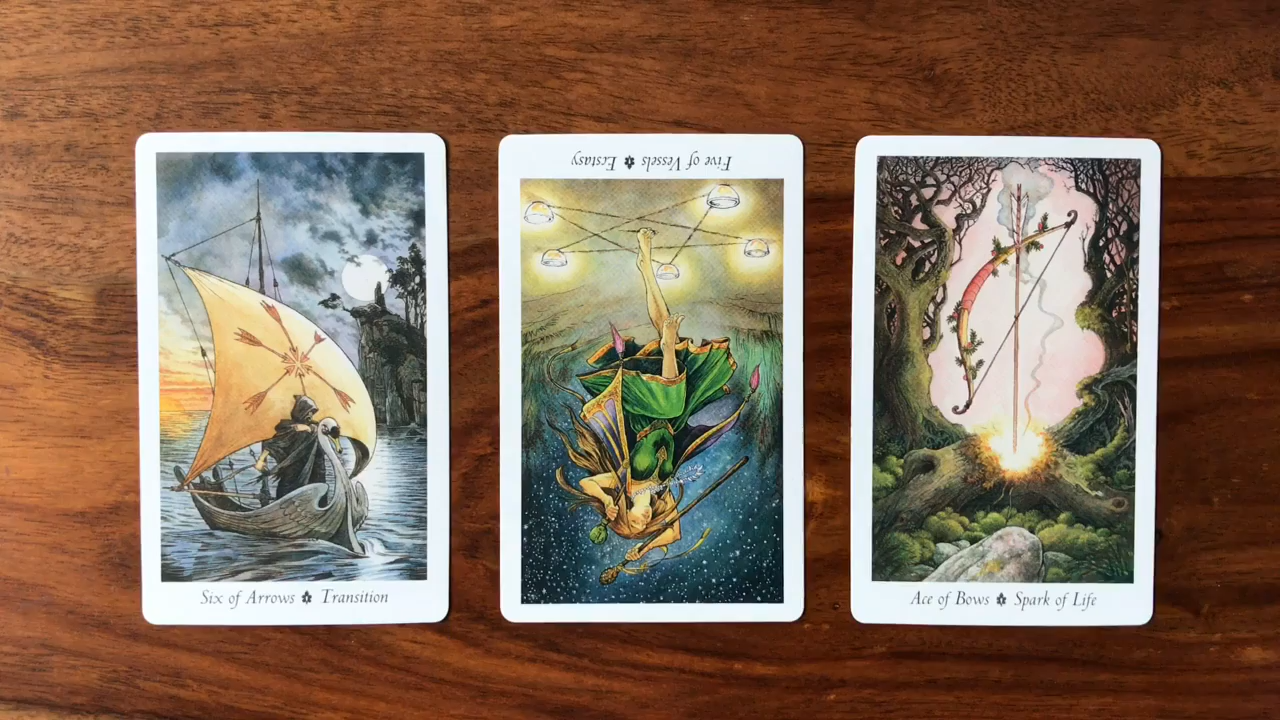 Six of Arrows Transition
Five of Vessels Ecstasy
Ace of Bows Spark of Life